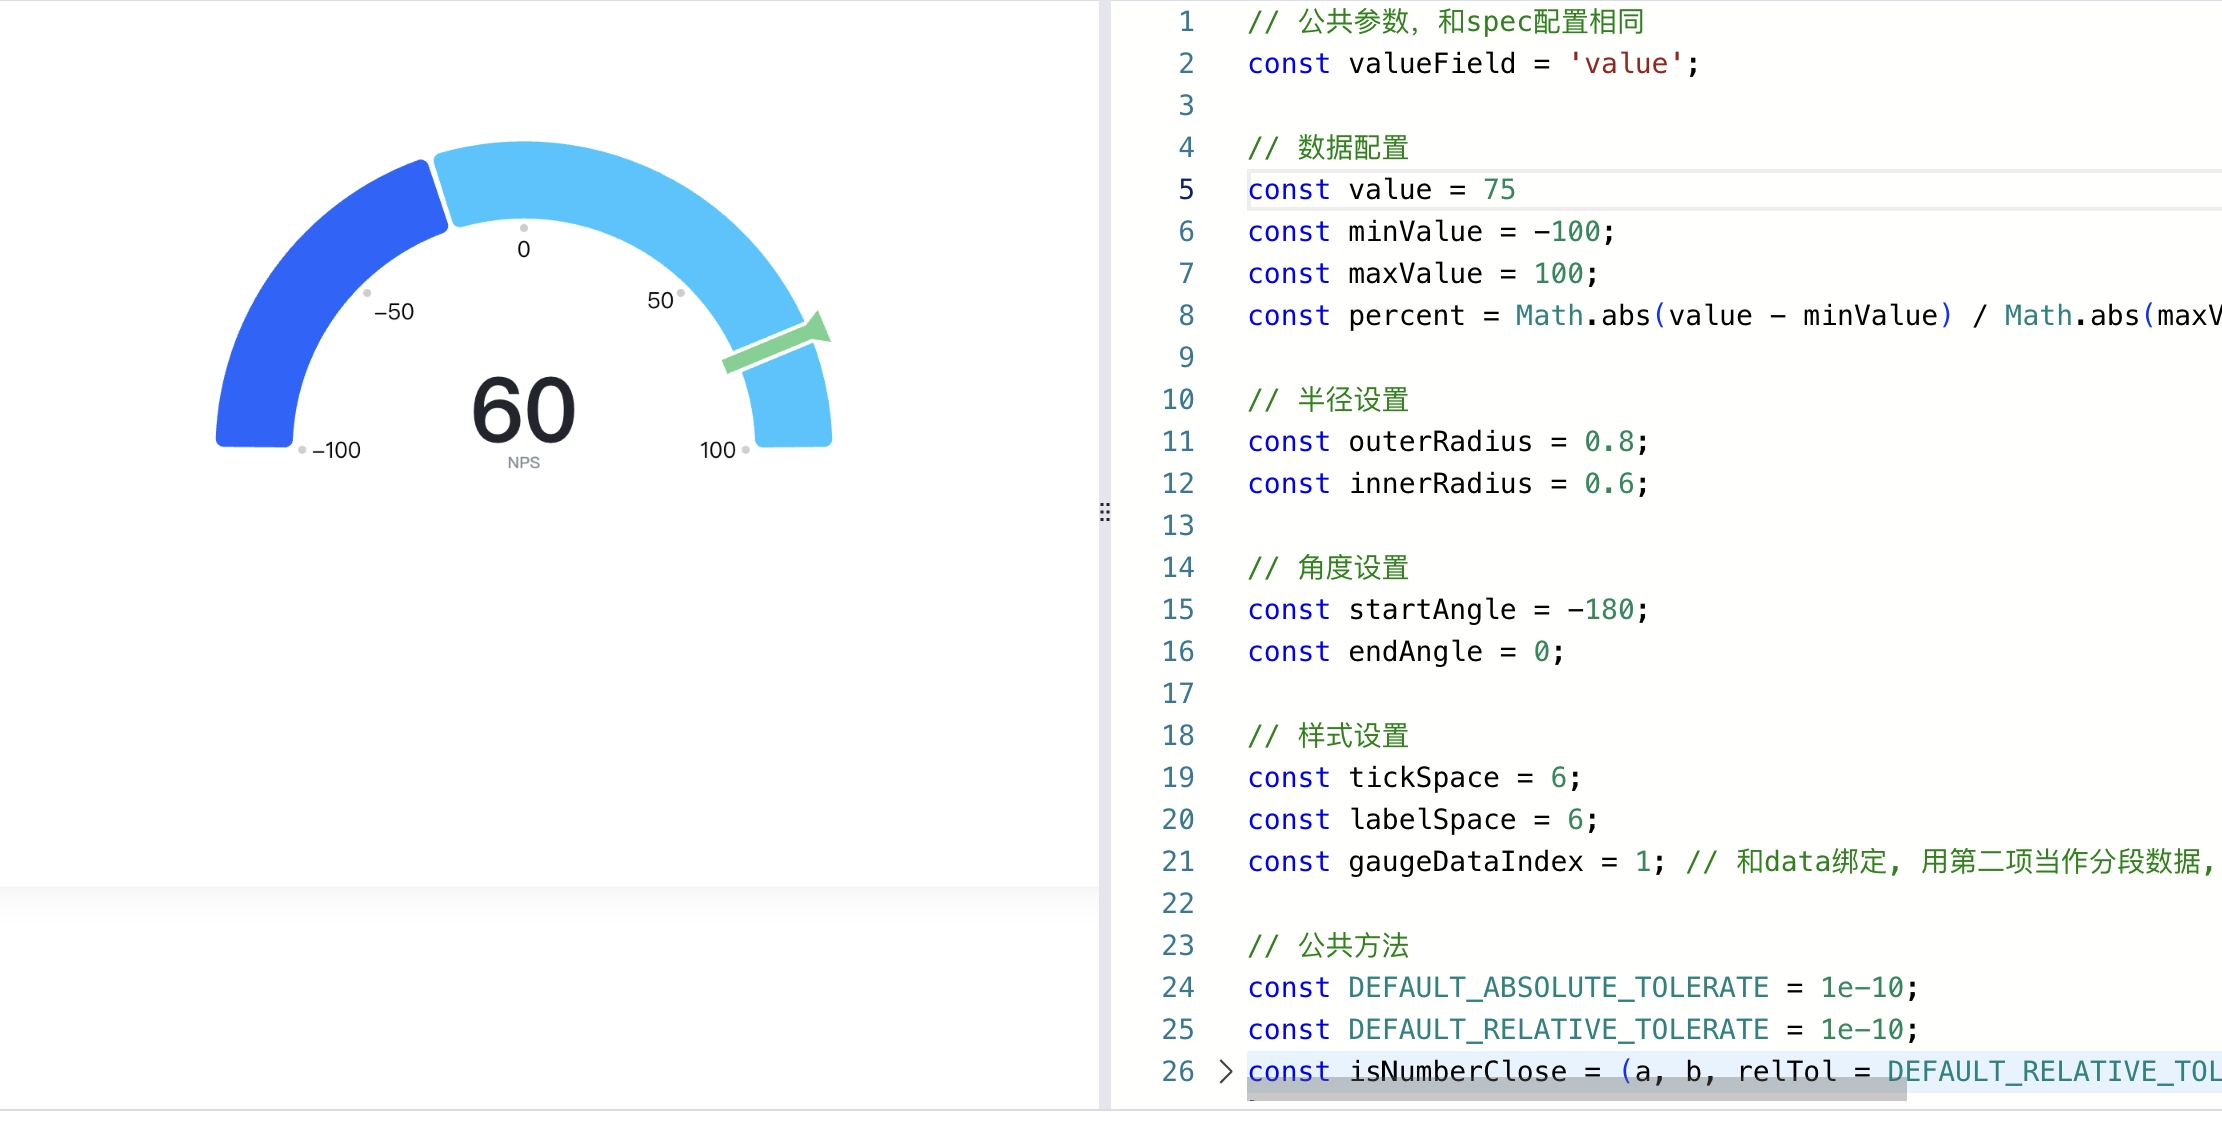 0
-50
50
60
-100
100
NPS
1 // 公共参数，和spec配置相同
2 const valueField = 'value';
3
4 // 数据配置
5 const value = 75
6 const minValue = -100;
7 const maxValue = 100;
8 const percent = Math.abs(value - minValue) / Math.abs(maxV
9
10 // 半径设置
11 const outerRadius = 0.8;
12 const innerRadius = 0.6;
13
14 // 角度设置
15 const startAngle = -180;
16 const endAngle = 0;
17
18 // 样式设置
19 const tickSpace = 6;
20 const labelSpace = 6;
21 const gaugeDataIndex = 1; // 和data绑定, 用第二项当作分段数据,
22
23 // 公共方法
24 const DEFAULT_ABSOLUTE_TOLERATE = 1e-10;
25 const DEFAULT_RELATIVE_TOLERATE = 1e-10;
26 const isNumberClose = (a, b, relTol = DEFAULT_RELATIVE_TOL